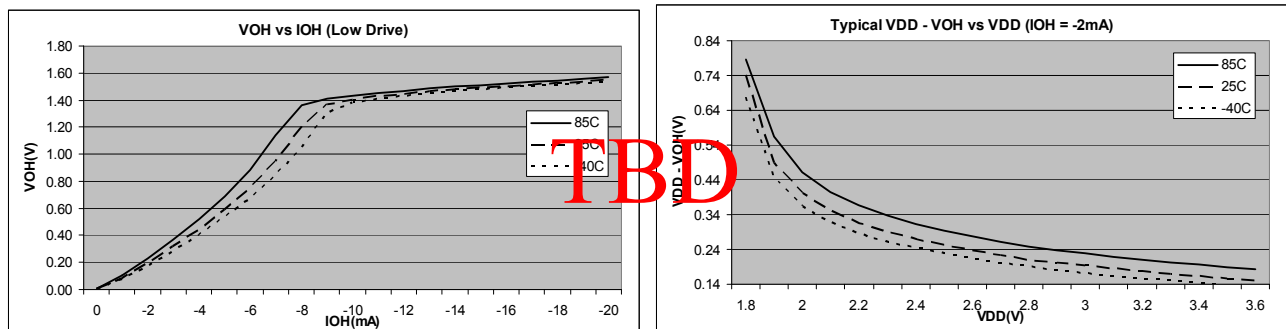 VOH vs IOH (Low Drive)
1.80
1.60
1.40
1.20
1.00
0.80
0.60
0.40
0.20
0.00
VOH(V)
0 -2 -4 -6 -8 -10 -12 -14 -16 -18 -20
IOH(mA)
85C
-40C
TBD
Typical VDD - VOH vs VDD (IOH = -2mA)
0.84
0.74
0.64
0.54
0.44
0.34
0.24
0.14
VDD - VOH(V)
1.8 2 2.2 2.4 2.6 2.8 3 3.2 3.4 3.6
VDD(V)
85C
25C
-40C